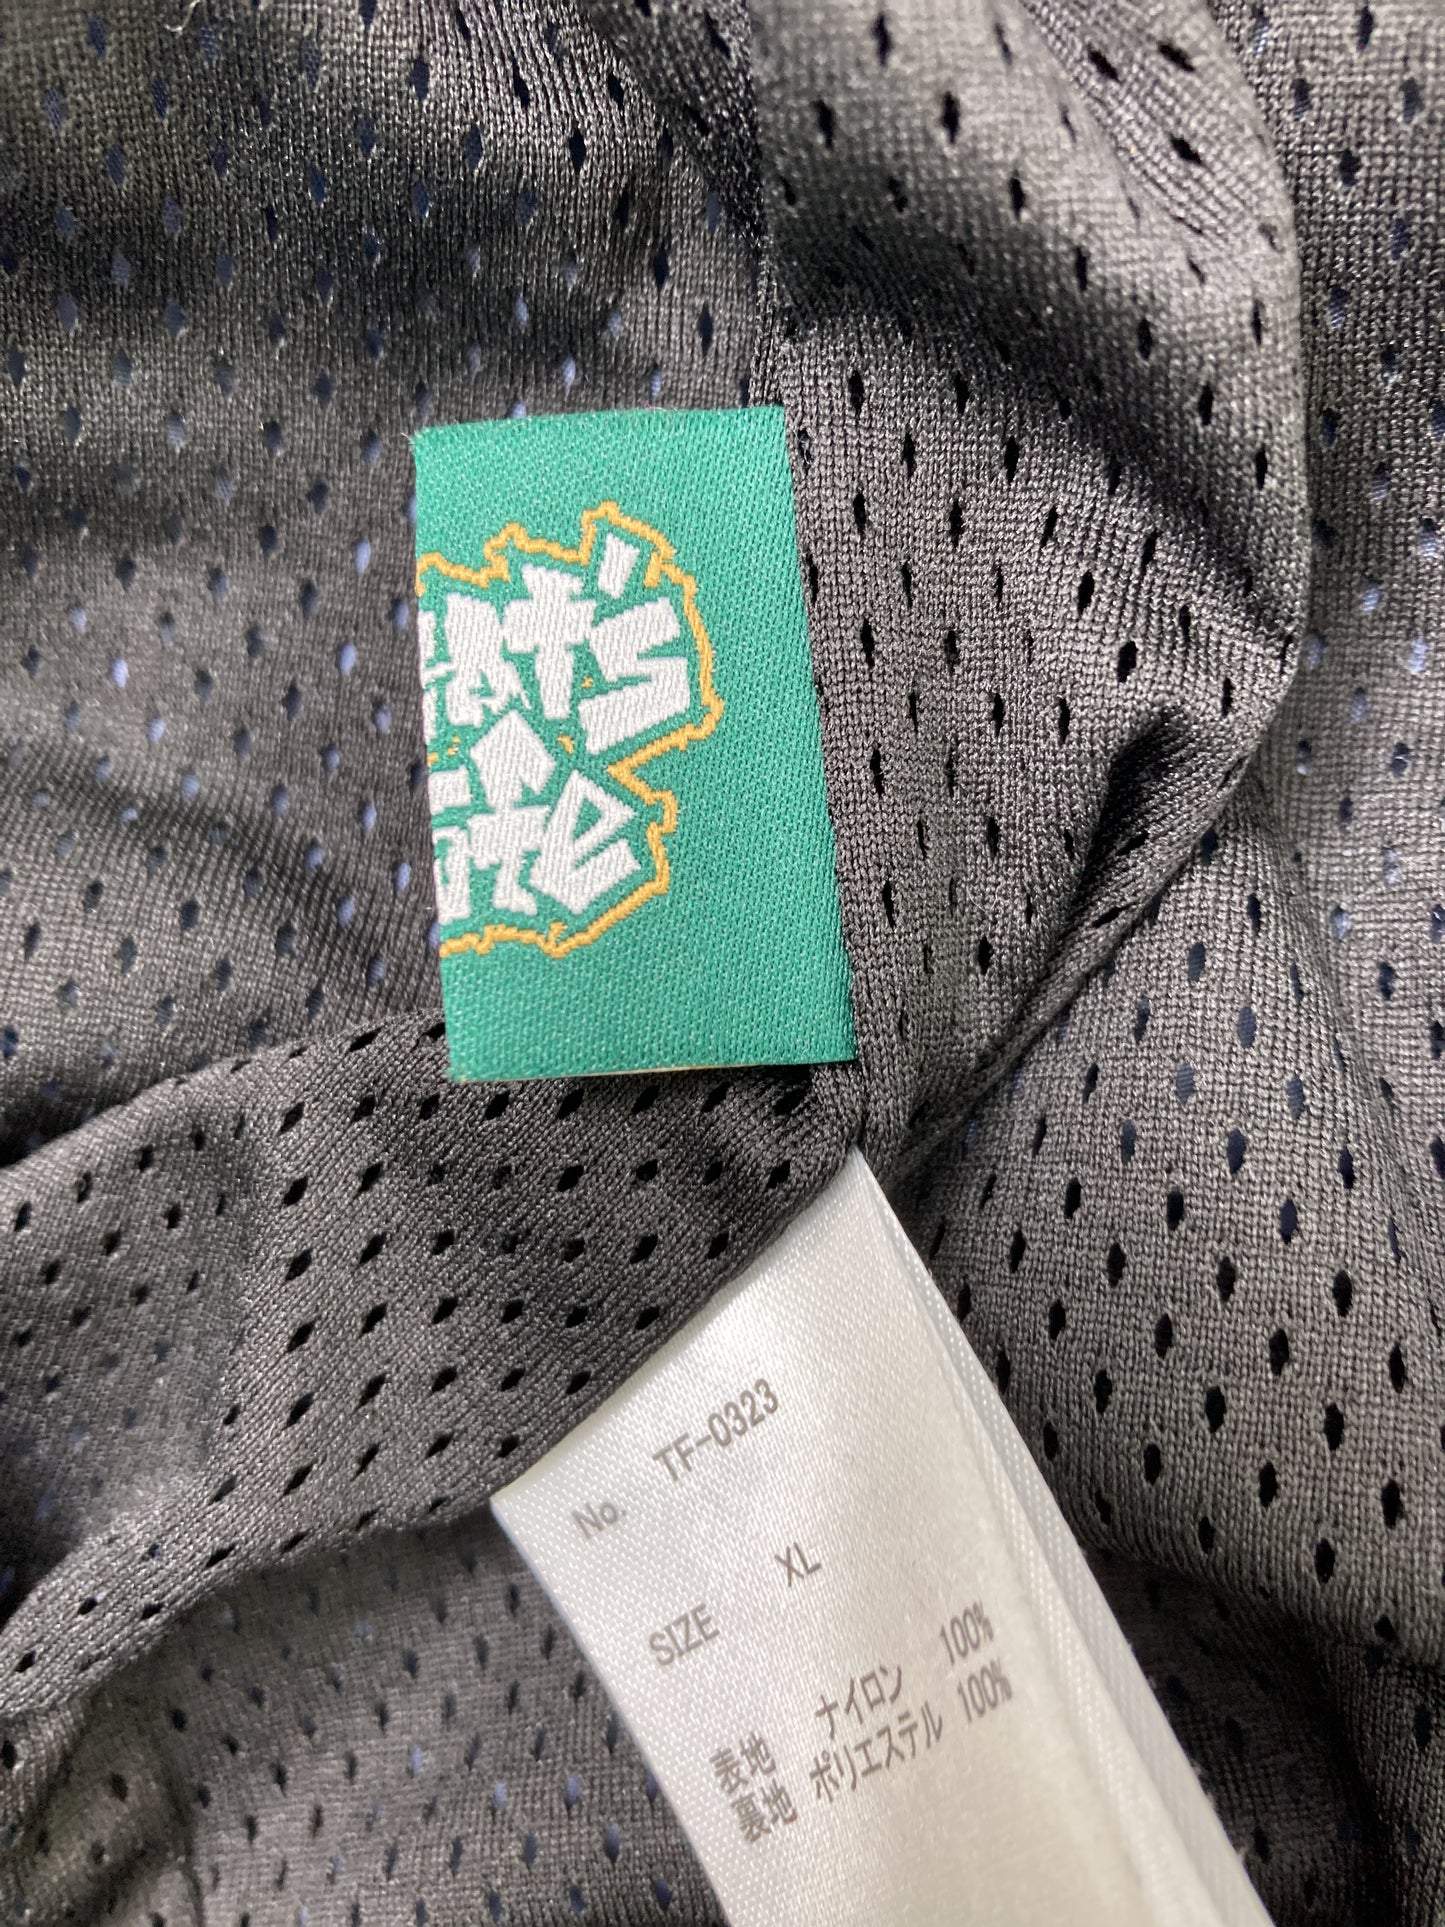 No. TF-0323
SIZE XL
表地 ナイロン 100%
裏地 ポリエステル 100%